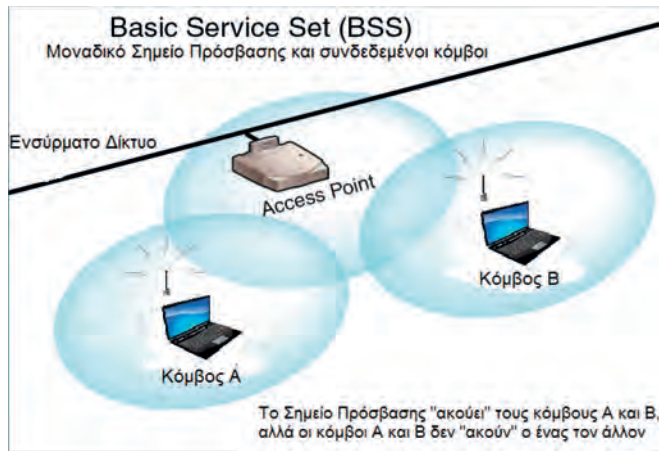 Basic Service Set (BSS)
Μοναδικό Σημείο Πρόσβασης και συνδεδεμένοι κόμβοι
Ενσύρματο Δίκτυο
Access Point
Κόμβος Β
Κόμβος Α
Το Σημείο Πρόσβασης "ακούει" τους κόμβους Α και Β,
αλλά οι κόμβοι Α και Β δεν "ακούν" ο ένας τον άλλον